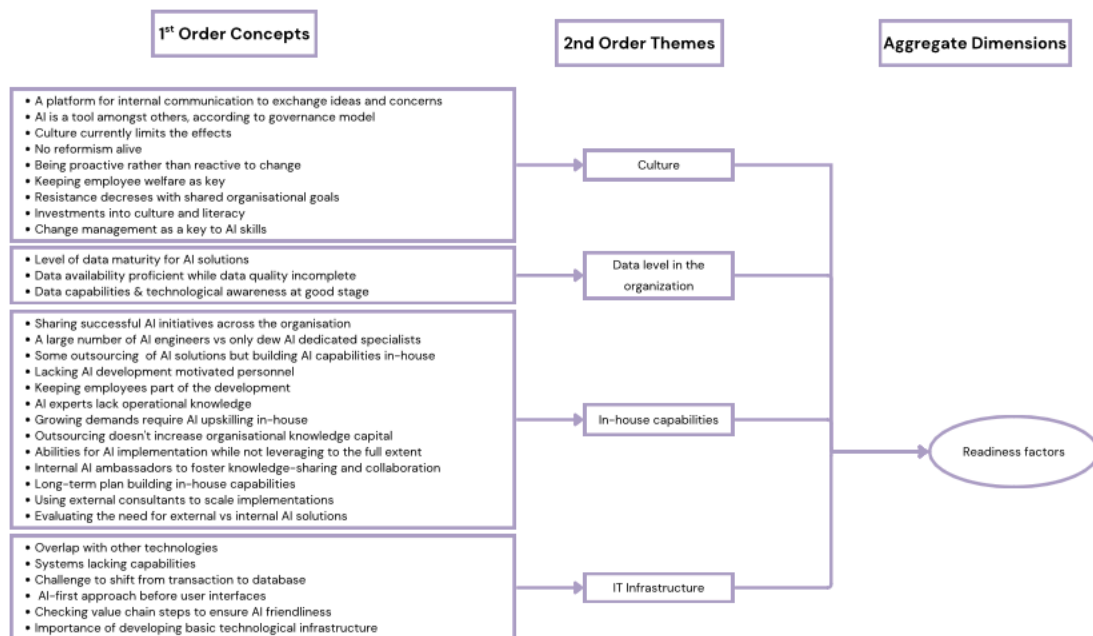 1st Order Concepts
2nd Order Themes
Aggregate Dimensions
• A platform for internal communication to exchange ideas and concerns
• AI is a tool amongst others, according to governance model
• Culture currently limits the effects
• No reformism alive
• Being proactive rather than reactive to change
• Keeping employee welfare as key
• Resistance decreses with shared organisational goals
• Investments into culture and literacy
• Change management as a key to AI skills
Culture
• Level of data maturity for AI solutions
• Data availability proficient while data quality incomplete
• Data capabilities & technological awareness at good stage
Data level in the
organization
• Sharing successful AI initiatives across the organisation
• A large number of AI engineers vs only dew AI dedicated specialists
• Some outsourcing of AI solutions but building AI capabilities in-house
• Lacking AI development motivated personnel
• Keeping employees part of the development
• AI experts lack operational knowledge
• Growing demands require AI upskilling in-house
• Outsourcing doesn't increase organisational knowledge capital
• Abilities for AI implementation while not leveraging to the full extent
• Internal AI ambassadors to foster knowledge-sharing and collaboration
• Long-term plan building in-house capabilities
• Using external consultants to scale implementations
• Evaluating the need for external vs internal AI solutions
In-house capabilities
Readiness factors
• Overlap with other technologies
• Systems lacking capabilities
• Challenge to shift from transaction to database
• AI-first approach before user interfaces
• Checking value chain steps to ensure AI friendliness
• Importance of developing basic technological infrastructure
IT Infrastructure